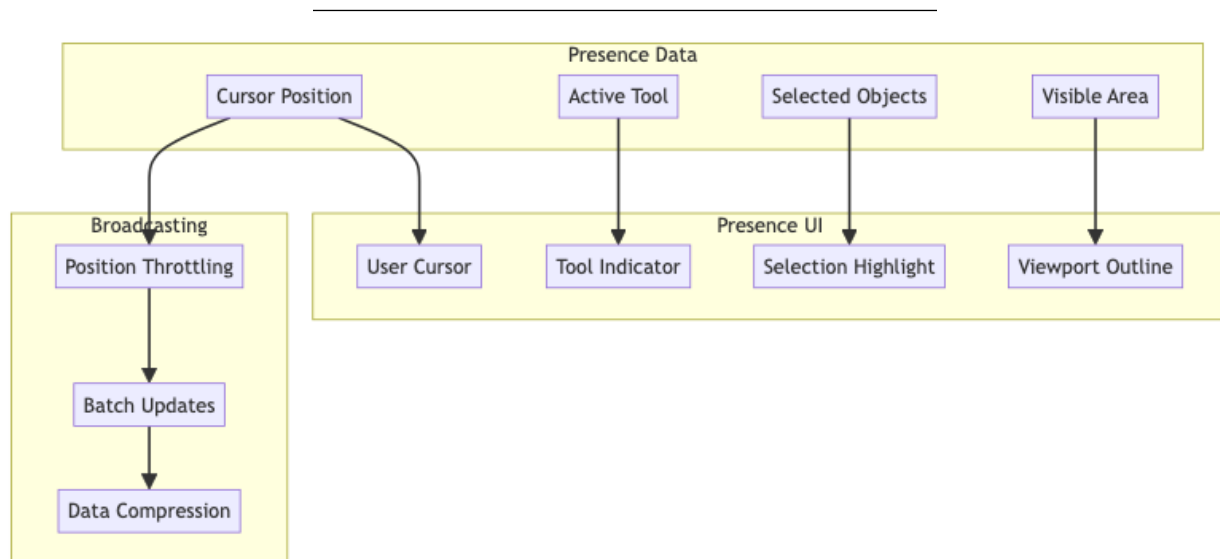 Presence Data
Cursor Position
Active Tool
Selected Objects
Visible Area
Broadcasting
Presence UI
Position Throttling
User Cursor
Tool Indicator
Selection Highlight
Viewport Outline
Batch Updates
Data Compression